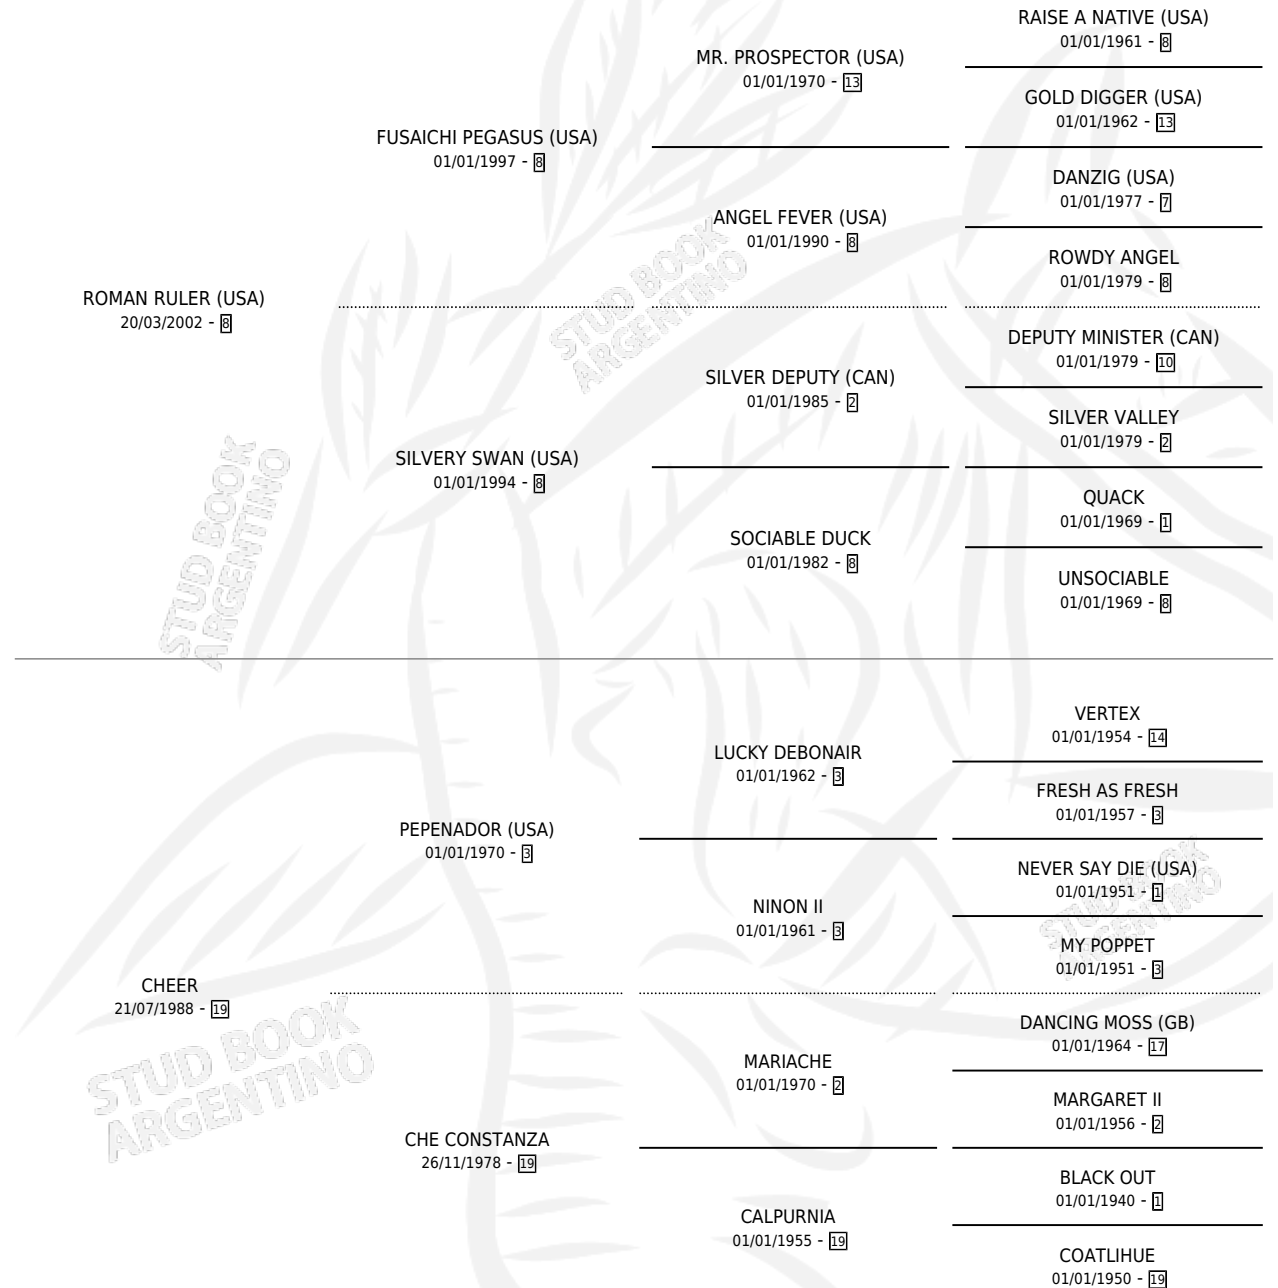 RAISE A NATIVE (USA)
01/01/1961 - 8
MR. PROSPECTOR (USA)
01/01/1970 - 13
GOLD DIGGER (USA)
01/01/1962 - 13
FUSAICHI PEGASUS (USA)
01/01/1997 - 8
DANZIG (USA)
01/01/1977 - 7
ANGEL FEVER (USA)
01/01/1990 - 8
ROWDY ANGEL
01/01/1979 - 8
STUD BOOK
ARGENTINO
ROMAN RULER (USA)
20/03/2002 - 8
DEPUTY MINISTER (CAN)
01/01/1979 - 10
SILVER DEPUTY (CAN)
01/01/1985 - 2
SILVER VALLEY
01/01/1979 - 2
SILVERY SWAN (USA)
01/01/1994 - 8
QUACK
01/01/1969 - 1
SOCIABLE DUCK
01/01/1982 - 8
UNSOCIABLE
01/01/1969 - 8
STUD BOOK
ARGENTINO
VERTEX
01/01/1954 - 14
LUCKY DEBONAIR
01/01/1962 - 3
FRESH AS FRESH
01/01/1957 - 3
PEPENADOR (USA)
01/01/1970 - 3
NEVER SAY DIE (USA)
01/01/1951 - 1
NINON II
01/01/1961 - 3
MY POPPET
01/01/1951 - 3
STUD BOOK
ARGENTINO
CHEER
21/07/1988 - 19
DANCING MOSS (GB)
01/01/1964 - 17
MARIACHE
01/01/1970 - 2
MARGARET II
01/01/1956 - 2
STUD BOOK
ARGENTINO
CHE CONSTANZA
26/11/1978 - 19
BLACK OUT
01/01/1940 - 1
CALPURNIA
01/01/1955 - 19
COATLIHUE
01/01/1950 - 19